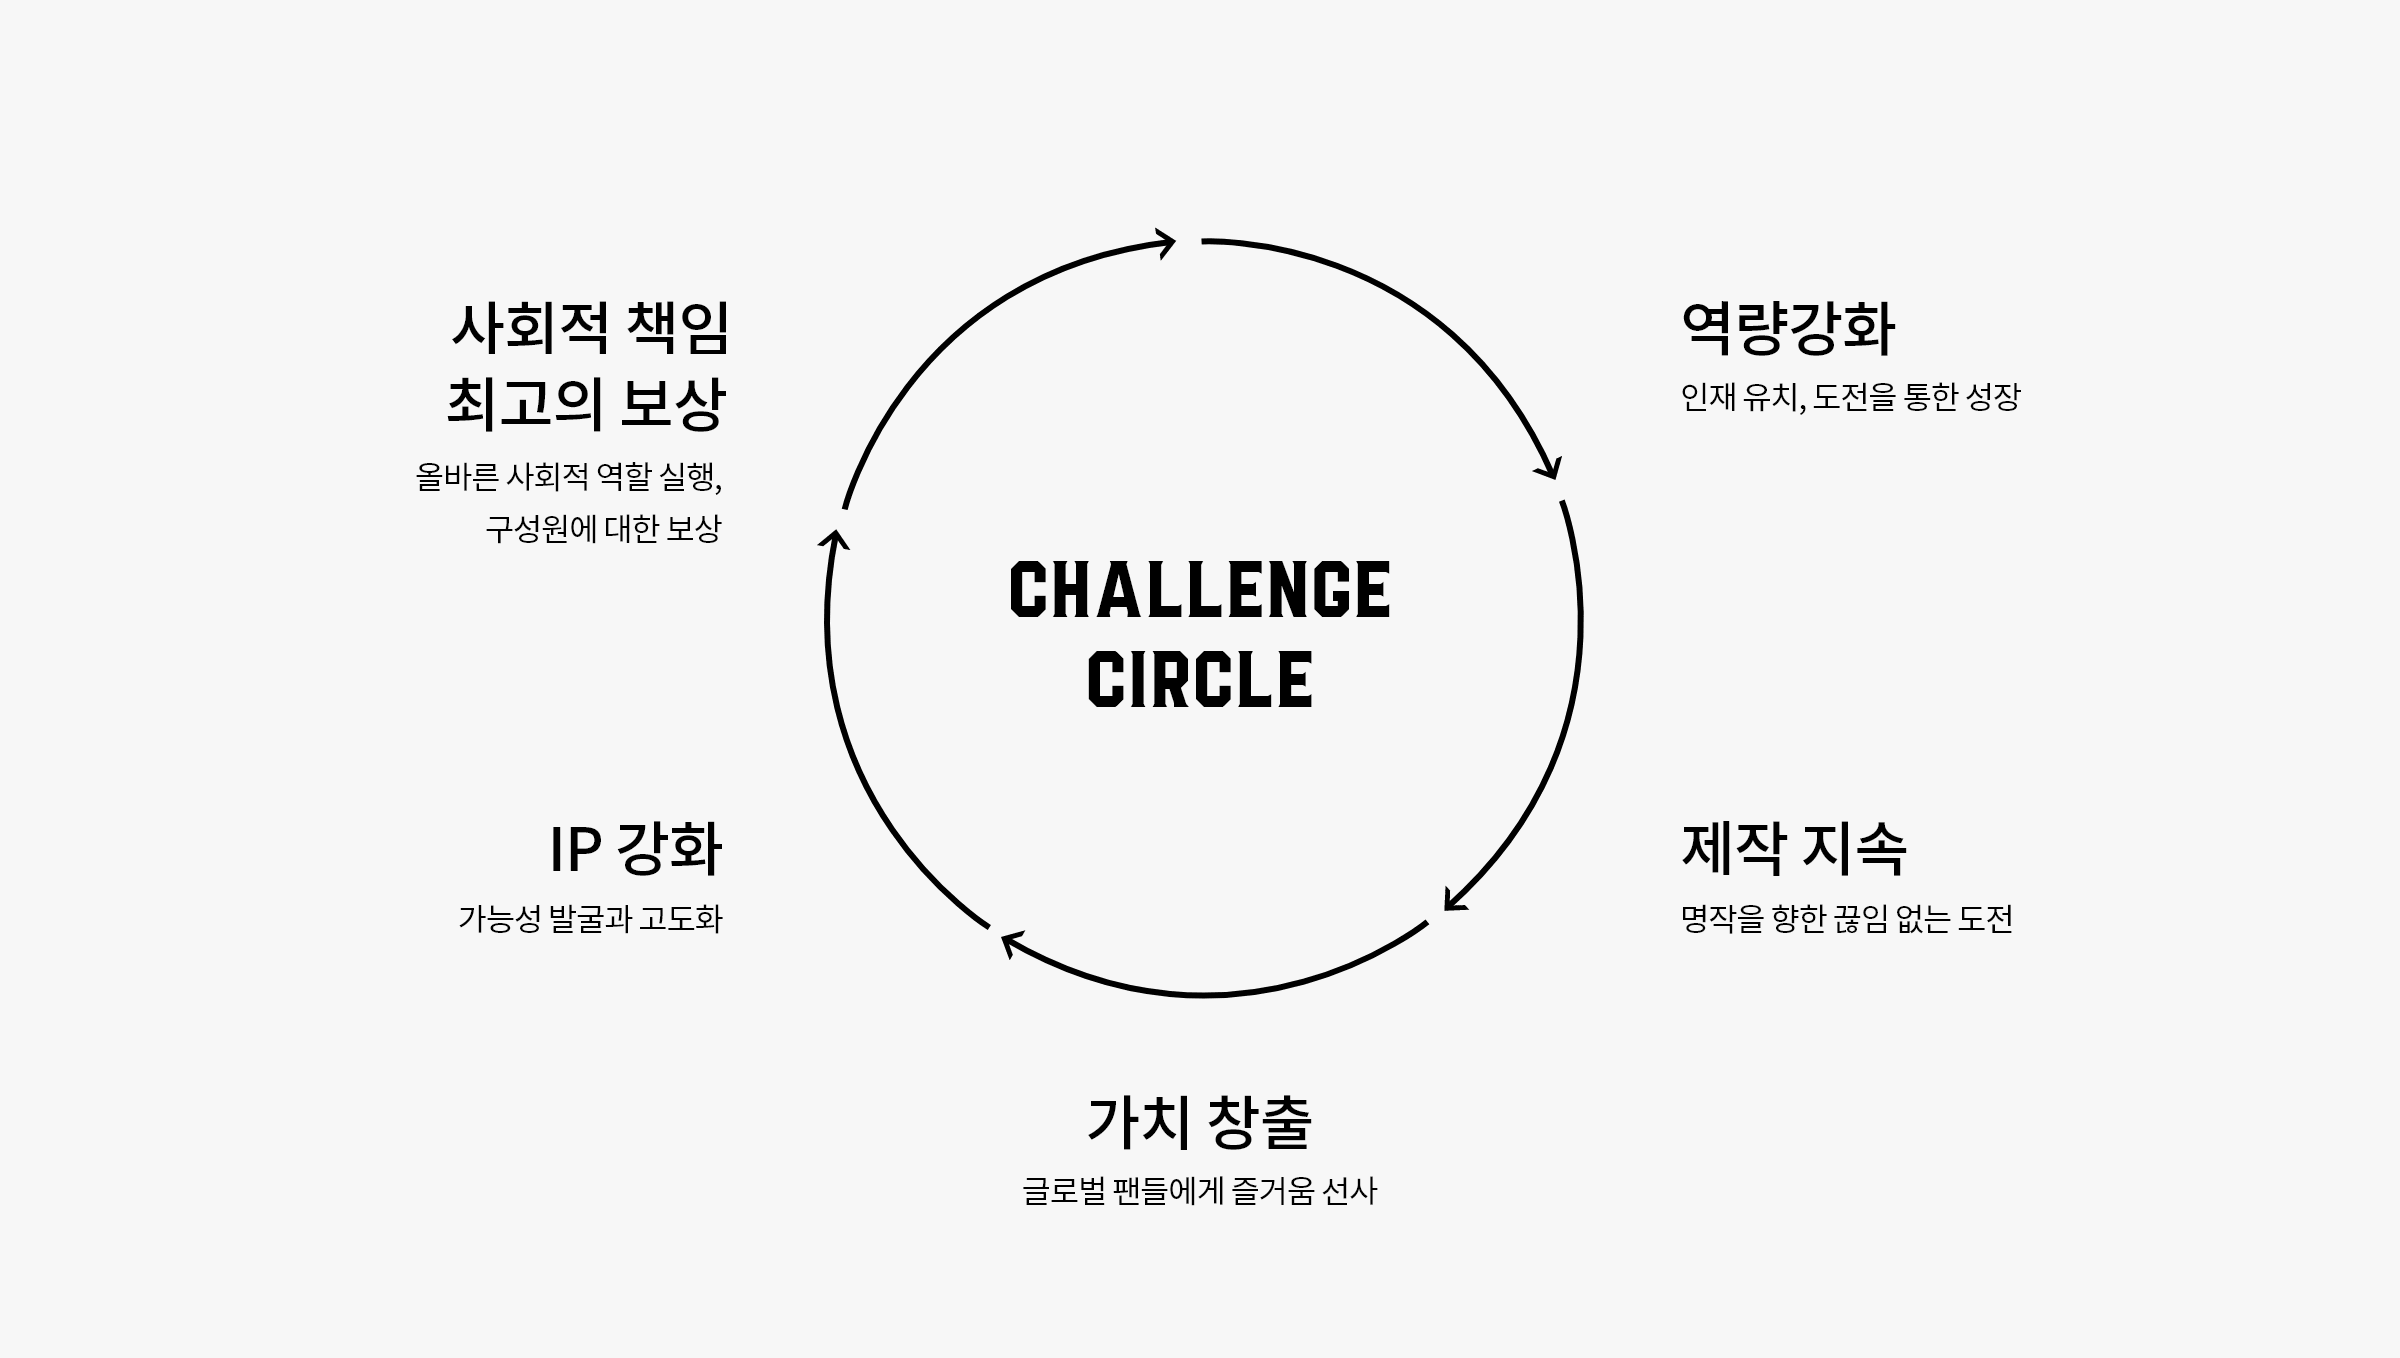 사회적 책임
최고의 보상
올바른 사회적 역할 실행,
구성원에 대한 보상
역량강화
인재 유치, 도전을 통한 성장
CHALLENGE
CIRCLE
IP 강화
가능성 발굴과 고도화
제작 지속
명작을 향한 끊임 없는 도전
가치 창출
글로벌 팬들에게 즐거움 선사